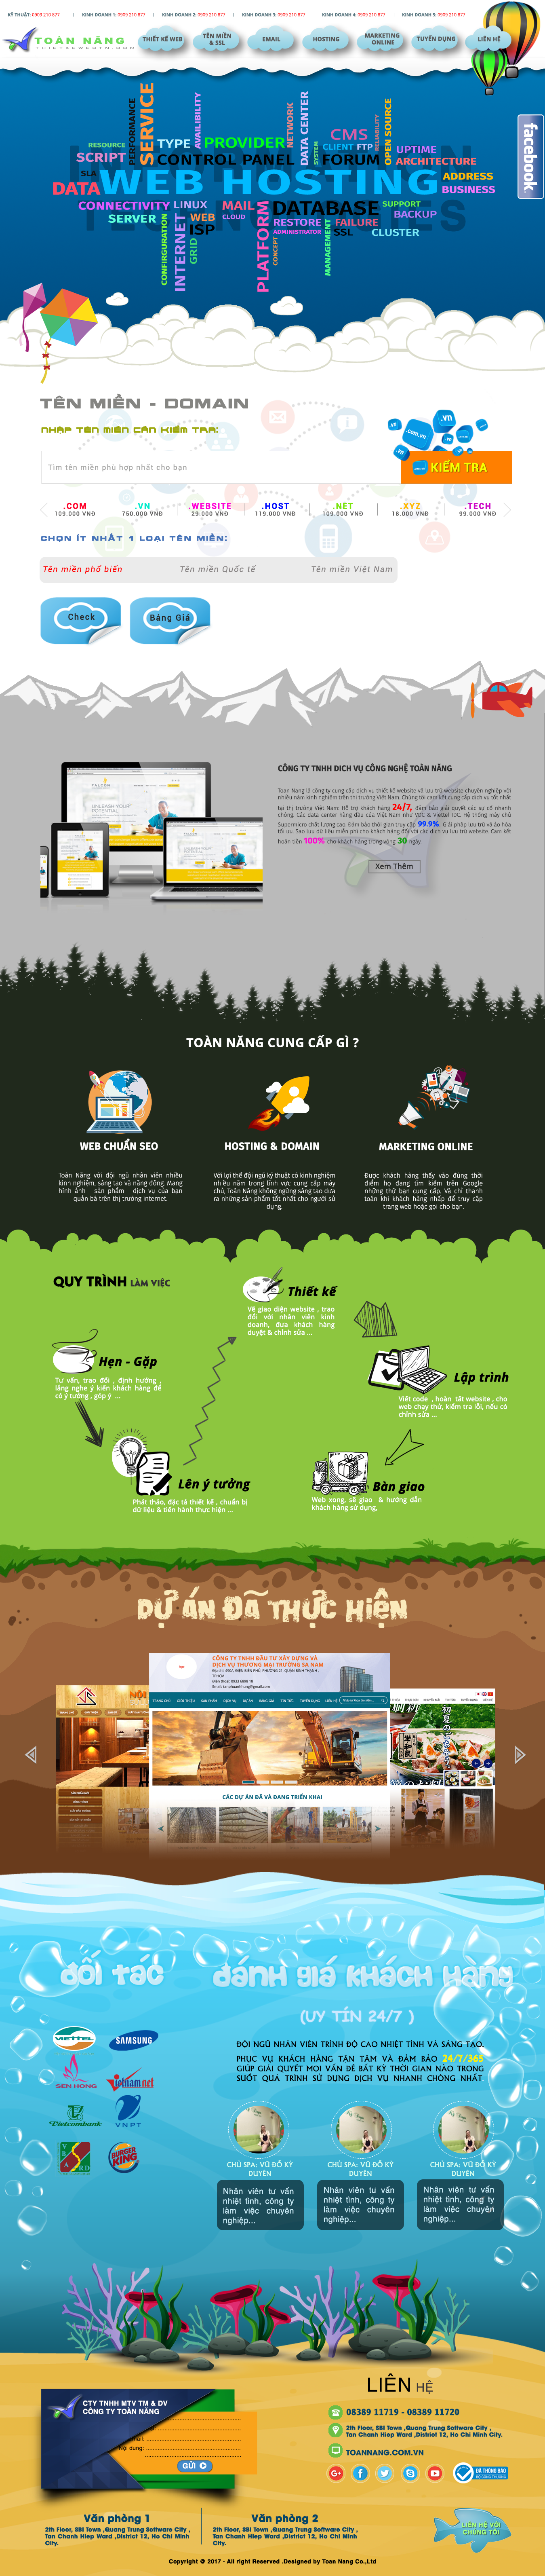 KỸ THUẬT: 0909 210 877 | KINH DOANH 1: 0909 210 877 | KINH DOANH 2: 0909 210 877 | KINH DOANH 3: 0909 210 877 | KINH DOANH 4: 0909 210 877 | KINH DOANH 5: 0909 210 877
TOÀN NĂNG
THIẾT KẾ WEB
TÊN MIỀN & SSL
EMAIL
HOSTING
MARKETING ONLINE
TUYỂN DỤNG
LIÊN HỆ
facebook
PERFORMANCE
SERVICE
AVAILIBILITY
NETWORK
DATA CENTER
OPEN SOURCE
CMS
RESOURCE
TYPE
PROVIDER
SYSTEM
CLIENT
FTP
UPTIME
SCRIPT
CONTROL PANEL
FORUM
ARCHITECTURE
SLA
DATA
WEB HOSTING
ADDRESS
BUSINESS
CONNECTIVITY
LINUX
MAIL
DATABASE
SUPPORT
BACKUP
SERVER
WEB
CLOUD
RESTORE
FAILURE
ISP
ADMINISTRATOR
SSL
CLUSTER
CONFIRGURATION
INTERNET
GRID
PLATFORM
CONCEPT
MANAGEMENT
TÊN MIỀN - DOMAIN
NHẬP TÊN MIỀN CẦN KIỂM TRA:
Tìm tên miền phù hợp nhất cho bạn
.vn
.com.vn
.vn
KIỂM TRA
.COM
109.000 VNĐ
.VN
750.000 VNĐ
.WEBSITE
29.000 VNĐ
.HOST
119.000 VNĐ
.NET
109.000 VNĐ
.XYZ
18.000 VNĐ
.TECH
99.000 VNĐ
CHỌN ÍT NHẤT 1 LOẠI TÊN MIỀN:
Tên miền phổ biến
Tên miền Quốc tế
Tên miền Việt Nam
Check
Bảng Giá
CÔNG TY TNHH DỊCH VỤ CÔNG NGHỆ TOÀN NĂNG
Toan Nang là công ty cung cấp dịch vụ thiết kế website và lưu trữ website chuyên nghiệp với
nhiều năm kinh nghiệm trên thị trường Việt Nam. Chúng tôi cam kết cung cấp dịch vụ tốt nhất
tại thị trường Việt Nam: Hỗ trợ khách hàng 24/7, đảm bảo giải quyết các sự cố nhanh
chóng. Các data center hàng đầu của Việt Nam như VDC & Viettel IDC. Hệ thống máy chủ
Supermicro chất lượng cao. Đảm bảo thời gian truy cập 99.9%. Giải pháp lưu trữ và ảo hóa
tối ưu. Sao lưu dữ liệu miễn phí cho khách hàng đối với các dịch vụ lưu trữ website. Cam kết
hoàn tiền 100% cho khách hàng trong vòng 30 ngày.
Xem Thêm
TOÀN NĂNG CUNG CẤP GÌ ?
WEB CHUẨN SEO
Toàn Năng với đội ngũ nhân viên nhiều
kinh nghiệm, sáng tạo và năng động. Mang
hình ảnh - sản phẩm - dịch vụ của bạn
quản bá trên thị trường internet.
HOSTING & DOMAIN
Với lợi thế đội ngũ kỹ thuật có kinh nghiệm
nhiều năm trong lĩnh vực cung cấp máy
chủ, Toàn Năng không ngừng sáng tạo đưa
ra những sản phẩm tốt nhất cho người sử
dụng.
MARKETING ONLINE
Được khách hàng thấy vào đúng thời
điểm họ đang tìm kiếm trên Google
những thứ bạn cung cấp. Và chỉ thanh
toán khi khách hàng nhấp để truy cập
trang web hoặc gọi cho bạn.
QUY TRÌNH LÀM VIỆC
Thiết kế
Vẽ giao diện website , trao
đổi với nhân viên kinh
doanh, đưa khách hàng
duyệt & chỉnh sửa ...
Hẹn - Gặp
Tư vấn, trao đổi , định hướng ,
lắng nghe ý kiến khách hàng để
có ý tưởng , góp ý ...
Lập trình
Viết code , hoàn tất website , cho
web chạy thử, kiểm tra lỗi, nếu có
chỉnh sửa ...
Lên ý tưởng
Phát thảo, đặc tả thiết kế , chuẩn bị
dữ liệu & tiến hành thực hiện ...
Bàn giao
Web xong, sẽ giao & hướng dẫn
khách hàng sử dụng,
DỰ ÁN ĐÃ THỰC HIỆN
CÔNG TY TNHH ĐẦU TƯ XÂY DỰNG VÀ
DỊCH VỤ THƯƠNG MẠI TRƯỜNG SA NAM
TRANG CHỦ GIỚI THIỆU SẢN PHẨM DỊCH VỤ DỰ ÁN BẢNG GIÁ TIN TỨC TUYỂN DỤNG LIÊN HỆ
CÁC DỰ ÁN ĐÃ VÀ ĐANG TRIỂN KHAI
đối tác
đánh giá khách hàng
(UY TÍN 24/7 )
VIETTEL
SAMSUNG
SEN HONG
Vietnamnet
Vietcombank
VNPT
VBARD
BURGER KING
ĐỘI NGŨ NHÂN VIÊN TRÌNH ĐỘ CAO NHIỆT TÌNH VÀ SÁNG TẠO.
PHỤC VỤ KHÁCH HÀNG TẬN TÂM VÀ ĐẢM BẢO 24/7/365
GIÚP GIẢI QUYẾT MỌI VẤN ĐỀ BẤT KỲ THỜI GIAN NÀO TRONG
SUỐT QUÁ TRÌNH SỬ DỤNG DỊCH VỤ NHANH CHÓNG NHẤT
CHỦ SPA: VŨ ĐỖ KỲ DUYÊN
Nhân viên tư vấn
nhiệt tình, công ty
làm việc chuyên
nghiệp...
CHỦ SPA: VŨ ĐỖ KỲ DUYÊN
Nhân viên tư vấn
nhiệt tình, công ty
làm việc chuyên
nghiệp...
CHỦ SPA: VŨ ĐỖ KỲ DUYÊN
Nhân viên tư vấn
nhiệt tình, công ty
làm việc chuyên
nghiệp...
LIÊN HỆ
CTY TNHH MTV TM & DV
CÔNG TY TOÀN NĂNG
Nội dung:
GỬI
08389 11719 - 08389 11720
2th Floor, SBI Town ,Quang Trung Software City ,
Tan Chanh Hiep Ward ,District 12, Ho Chi Minh City.
TOANNANG.COM.VN
ĐÃ THÔNG BÁO
BỘ CÔNG THƯƠNG
Văn phòng 1
2th Floor, SBI Town ,Quang Trung Software City ,
Tan Chanh Hiep Ward ,District 12, Ho Chi Minh
City.
Văn phòng 2
2th Floor, SBI Town ,Quang Trung Software City ,
Tan Chanh Hiep Ward ,District 12, Ho Chi Minh
City.
LIÊN HỆ VỚI
CHÚNG TÔI
Copyright @ 2017 - All right Reserved .Designed by Toan Nang Co.,Ltd